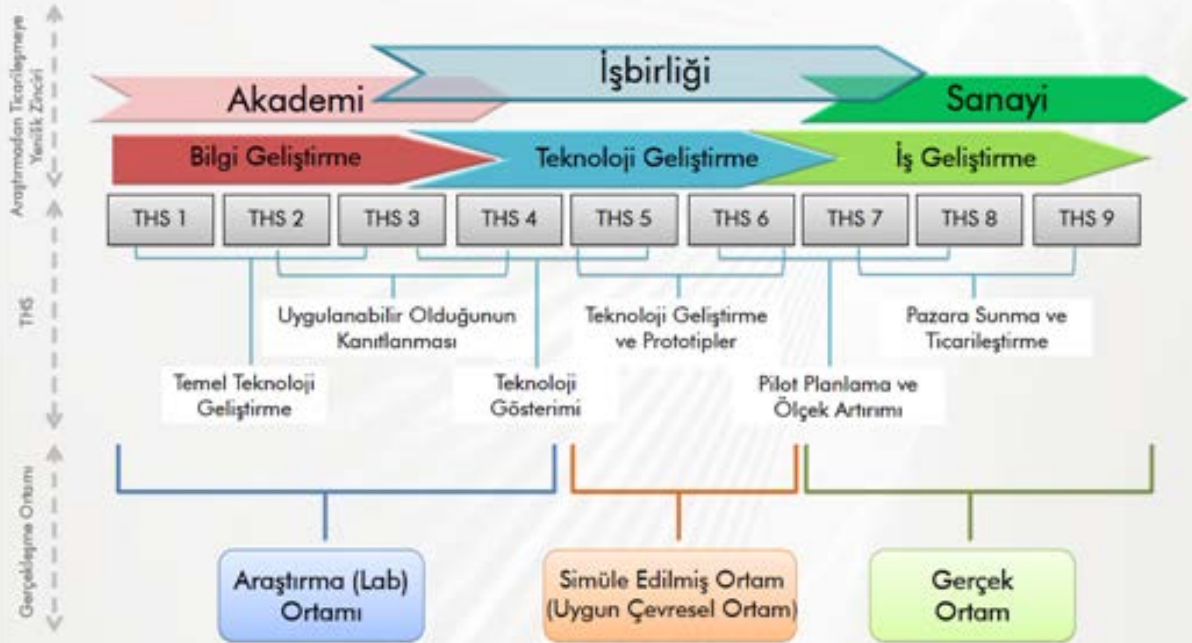 Araştırmadan Ticarileşmeye
Yenilik Zinciri
İşbirliği
Akademi
Sanayi
Bilgi Geliştirme
Teknoloji Geliştirme
İş Geliştirme
THS
THS 1
THS 2
THS 3
THS 4
THS 5
THS 6
THS 7
THS 8
THS 9
Uygulanabilir Olduğunun
Kanıtlanması
Teknoloji Geliştirme
ve Prototipler
Pazara Sunma ve
Ticarileştirme
Temel Teknoloji
Geliştirme
Teknoloji
Gösterimi
Pilot Planlama ve
Ölçek Artırımı
Gerçekleşme Ortamı
Araştırma (Lab)
Ortamı
Simüle Edilmiş Ortam
(Uygun Çevresel Ortam)
Gerçek
Ortam